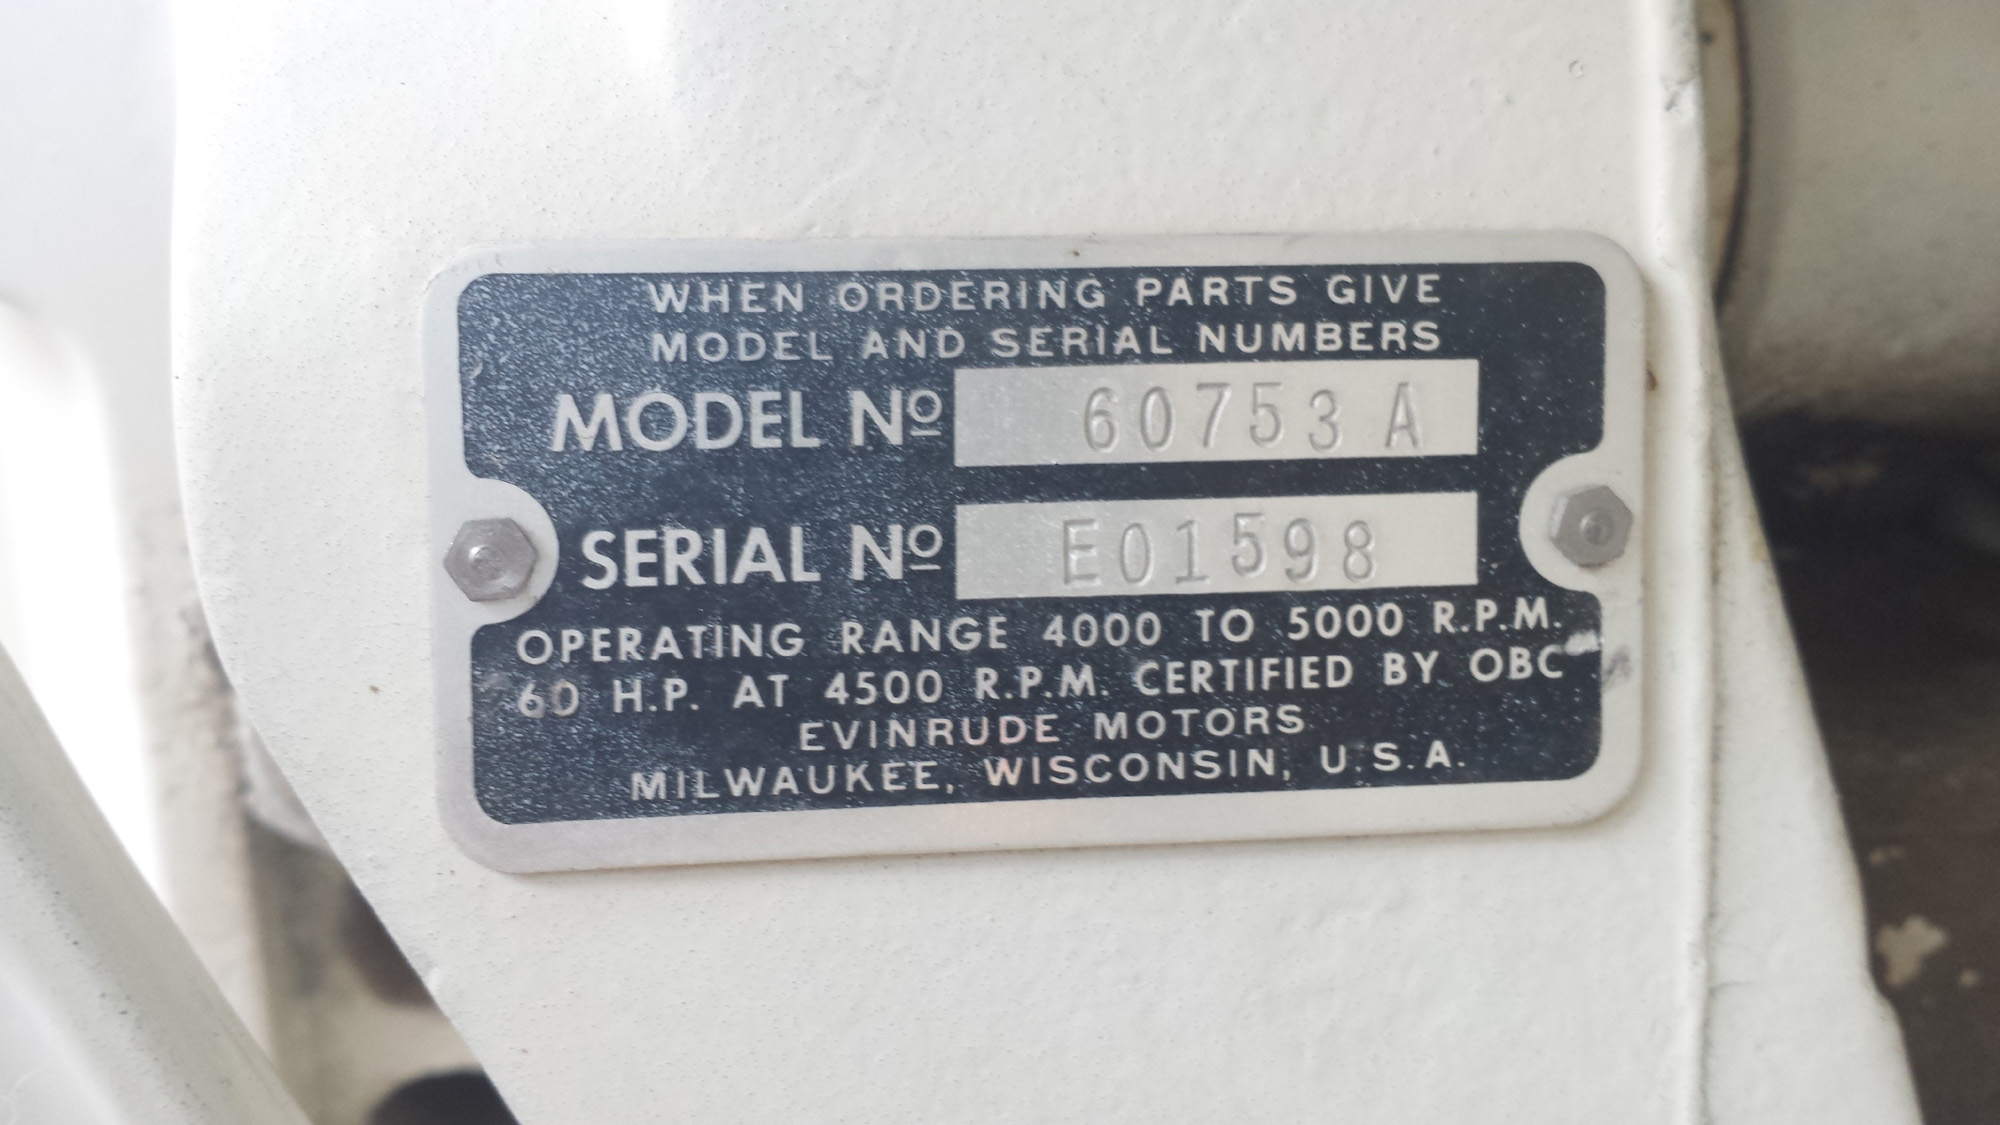 WHEN ORDERING PARTS GIVE
MODEL AND SERIAL NUMBERS
MODEL Nº 60753 A
SERIAL Nº E01598
OPERATING RANGE 4000 TO 5000 R.P.M.
60 H.P. AT 4500 R.P.M. CERTIFIED BY OBC
EVINRUDE MOTORS
MILWAUKEE, WISCONSIN, U.S.A.